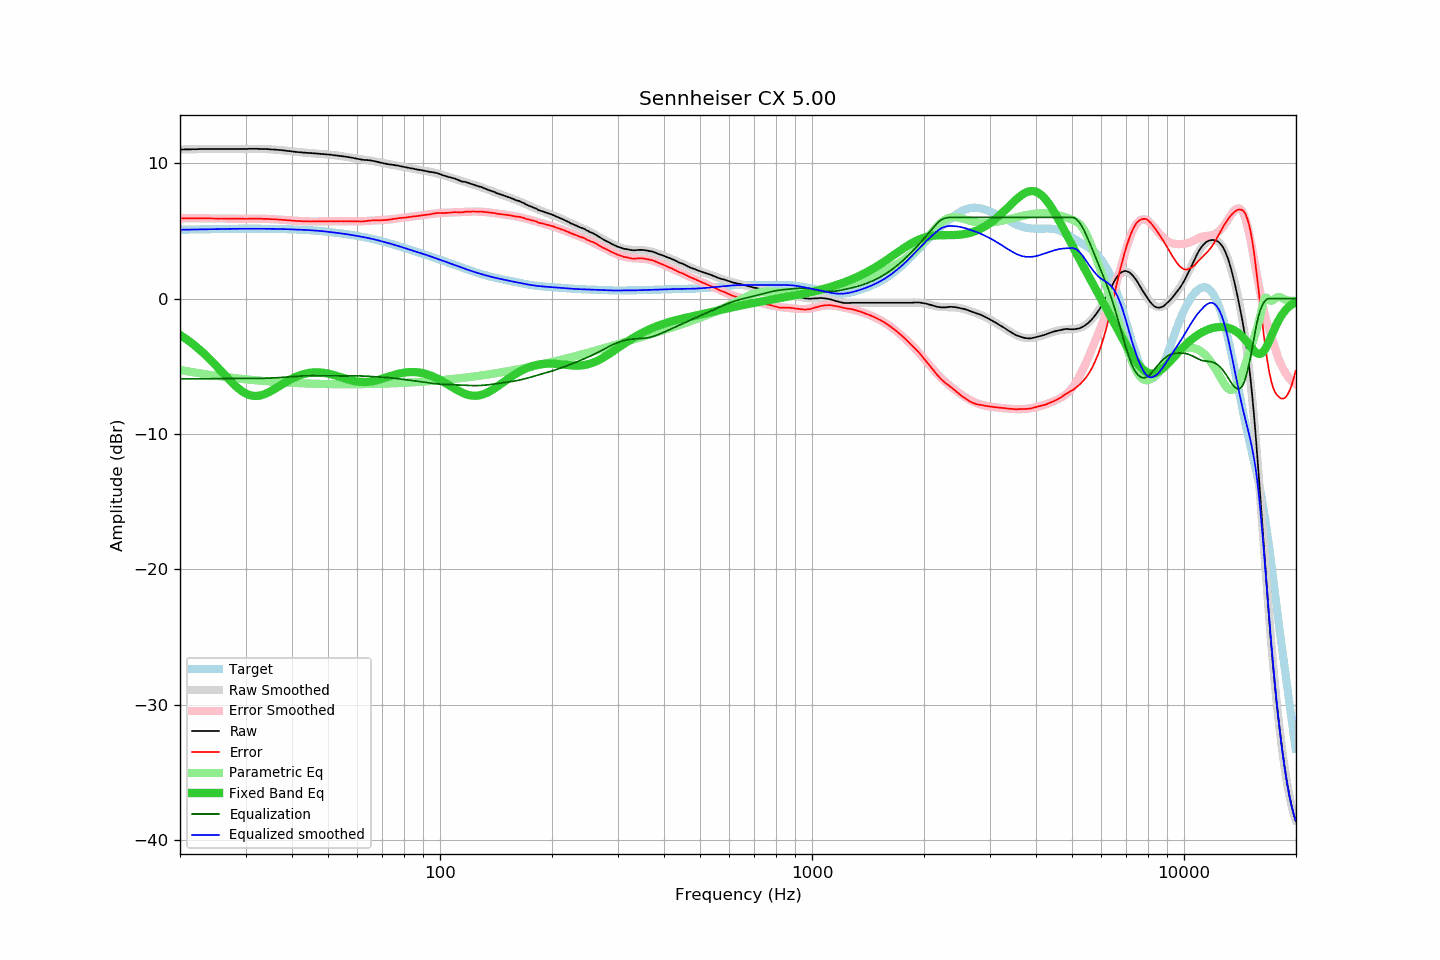 Sennheiser CX 5.00
10
0
−10
−20
−30
−40
Amplitude (dBr)
Target
Raw Smoothed
Error Smoothed
Raw
Error
Parametric Eq
Fixed Band Eq
Equalization
Equalized smoothed
100
1000
10000
Frequency (Hz)